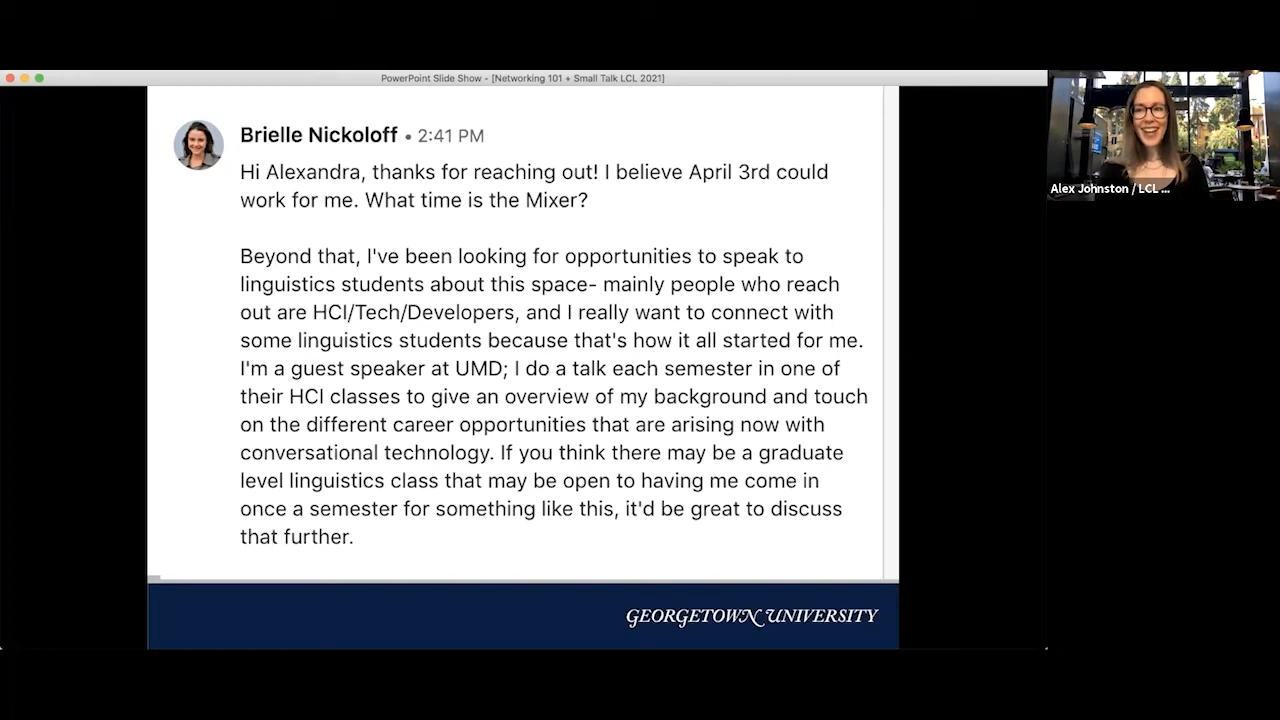 PowerPoint Slide Show - [Networking 101 + Small Talk LCL 2021]
Brielle Nickoloff • 2:41 PM
Hi Alexandra, thanks for reaching out! I believe April 3rd could
work for me. What time is the Mixer?
Beyond that, I've been looking for opportunities to speak to
linguistics students about this space- mainly people who reach
out are HCI/Tech/Developers, and I really want to connect with
some linguistics students because that's how it all started for me.
I'm a guest speaker at UMD; I do a talk each semester in one of
their HCI classes to give an overview of my background and touch
on the different career opportunities that are arising now with
conversational technology. If you think there may be a graduate
level linguistics class that may be open to having me come in
once a semester for something like this, it'd be great to discuss
that further.
GEORGETOWN UNIVERSITY
Alex Johnston / LCL ...